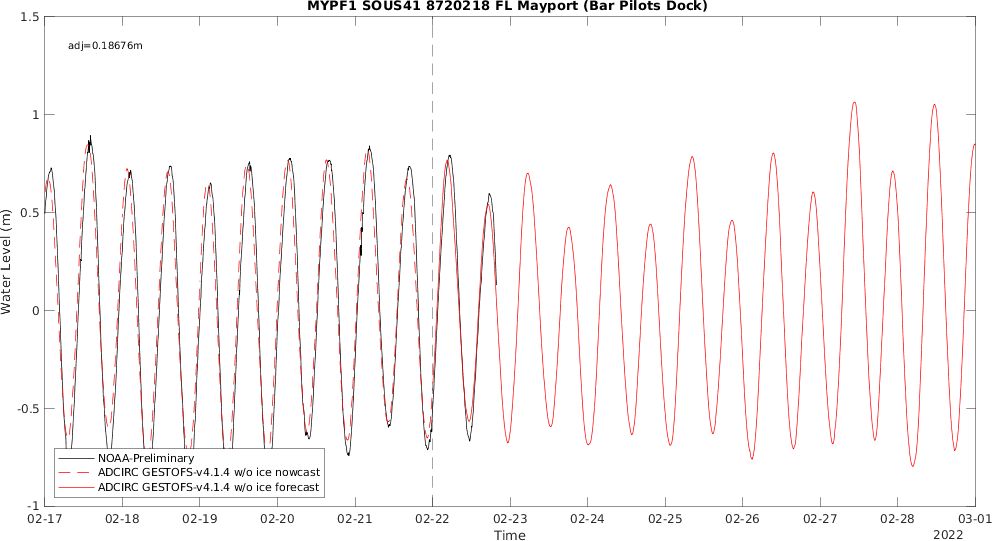 MYPF1 SOUS41 8720218 FL Mayport (Bar Pilots Dock)
1.5
adj=0.18676m
1
0.5
0
-0.5
-1
Water Level (m)
NOAA-Preliminary
ADCIRC GESTOFS-v4.1.4 w/o ice nowcast
ADCIRC GESTOFS-v4.1.4 w/o ice forecast
02-17 02-18 02-19 02-20 02-21 02-22 02-23 02-24 02-25 02-26 02-27 02-28 03-01
Time
2022